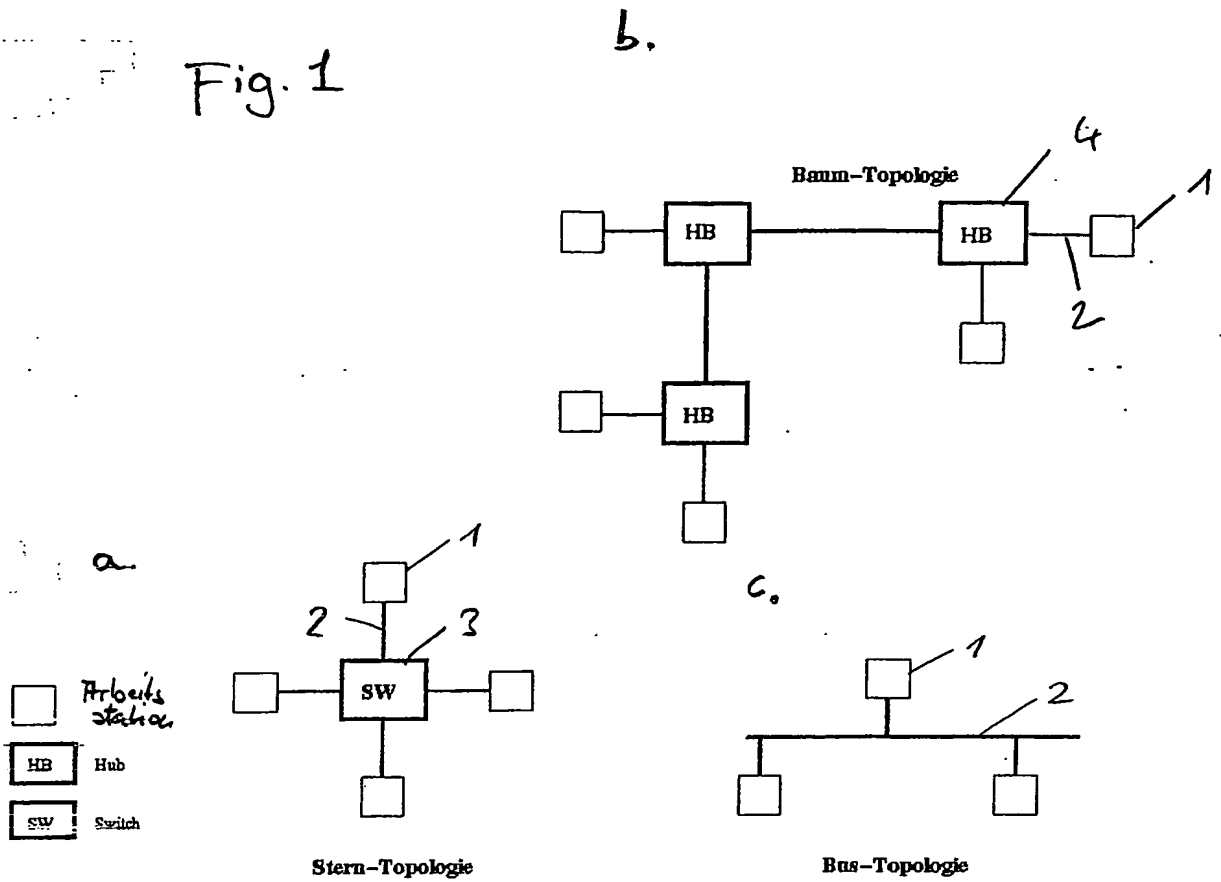 Fig. 1
b.
Baum-Topologie
4
1
HB
HB
2
HB
a.
1
2
3
SW
Arbeits
station
HB Hub
SW Switch
Stern-Topologie
c.
1
2
Bus-Topologie